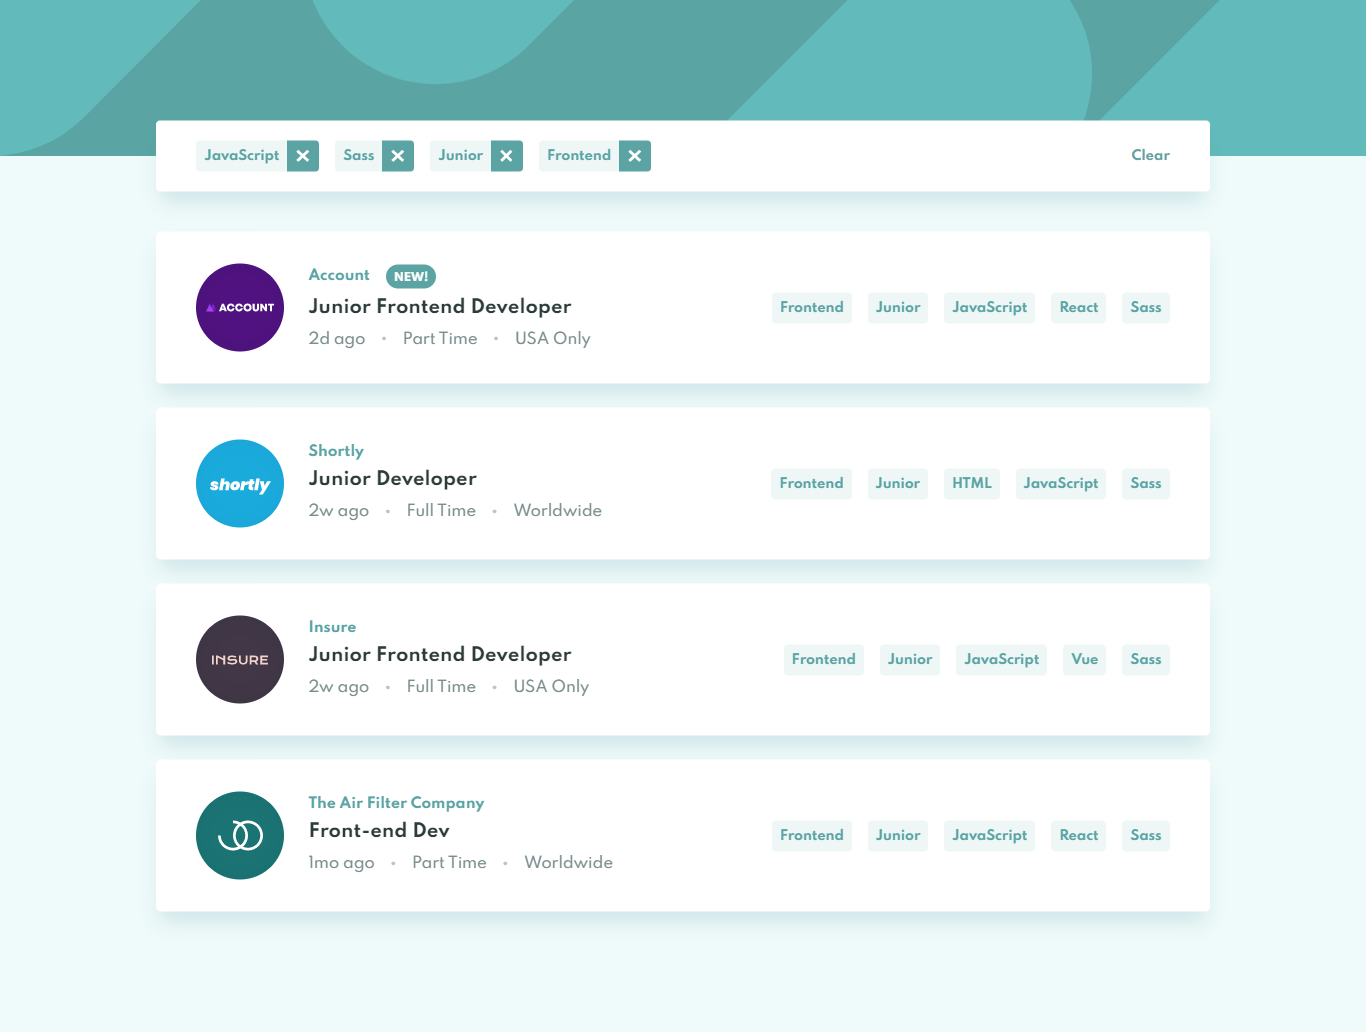 JavaScript Sass Junior Frontend Clear
Account NEW!
ACCOUNT
Junior Frontend Developer
2d ago • Part Time • USA Only
Frontend Junior JavaScript React Sass
Shortly
shortly
Junior Developer
2w ago • Full Time • Worldwide
Frontend Junior HTML JavaScript Sass
Insure
INSURE
Junior Frontend Developer
2w ago • Full Time • USA Only
Frontend Junior JavaScript Vue Sass
The Air Filter Company
Front-end Dev
1mo ago • Part Time • Worldwide
Frontend Junior JavaScript React Sass